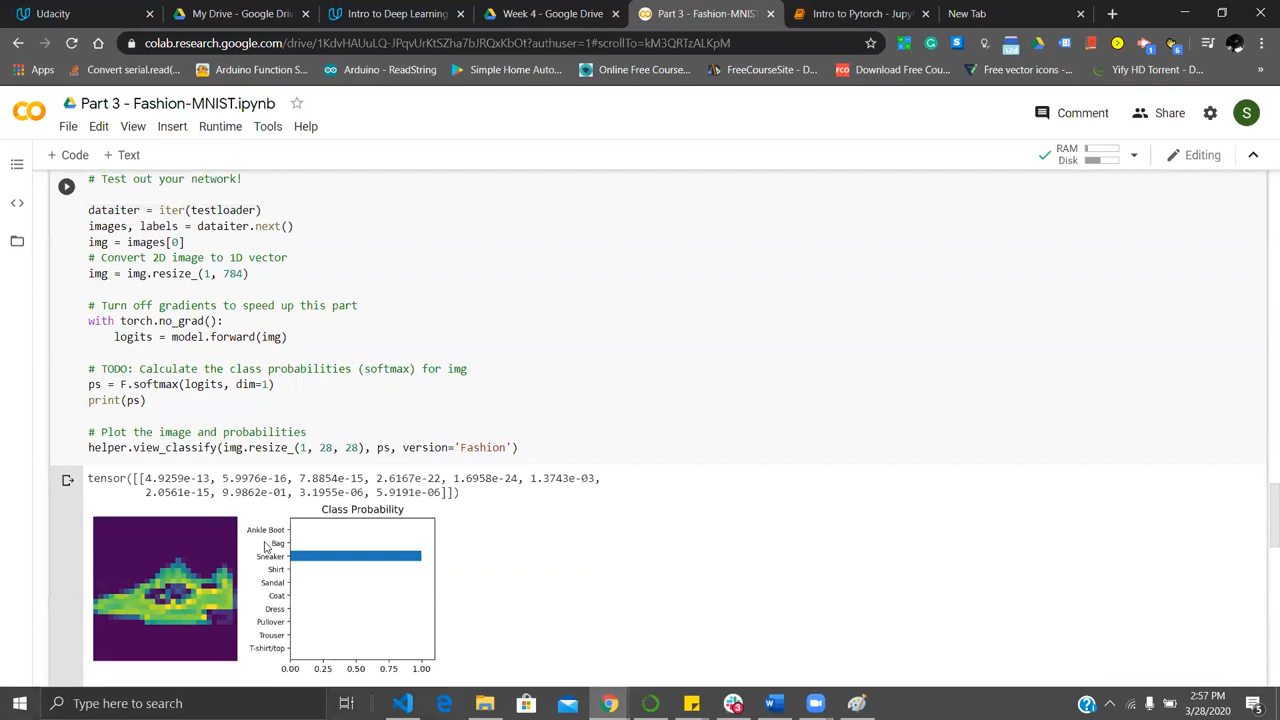 Udacity
My Drive - Google Drive
Intro to Deep Learning
Week 4 - Google Drive
Part 3 - Fashion-MNIST
Intro to Pytorch - Jupy
New Tab
colab.research.google.com/drive/1KdvHAUuLQ-JPqvUrKtSZha7bJRQxKbOt?authuser=1#scrollTo=kM3QRTzALKpM
Apps
Convert serial.read(...
Arduino Function S...
Arduino - ReadString
Simple Home Auto...
Online Free Course...
FreeCourseSite - D...
Download Free Cou...
Free vector icons -...
Yify HD Torrent - D...
Part 3 - Fashion-MNIST.ipynb
Comment
Share
S
File Edit View Insert Runtime Tools Help
+ Code + Text
RAM
Disk
Editing
# Test out your network!
dataiter = iter(testloader)
images, labels = dataiter.next()
img = images[0]
# Convert 2D image to 1D vector
img = img.resize_(1, 784)
# Turn off gradients to speed up this part
with torch.no_grad():
logits = model.forward(img)
# TODO: Calculate the class probabilities (softmax) for img
ps = F.softmax(logits, dim=1)
print(ps)
# Plot the image and probabilities
helper.view_classify(img.resize_(1, 28, 28), ps, version='Fashion')
tensor([[4.9259e-13, 5.9976e-16, 7.8854e-15, 2.6167e-22, 1.6958e-24, 1.3743e-03,
2.0561e-15, 9.9862e-01, 3.1955e-06, 5.9191e-06]])
Class Probability
Ankle Boot
Bag
Sneaker
Shirt
Sandal
Coat
Dress
Pullover
Trouser
T-shirt/top
0.00 0.25 0.50 0.75 1.00
Type here to search
2:57 PM
3/28/2020